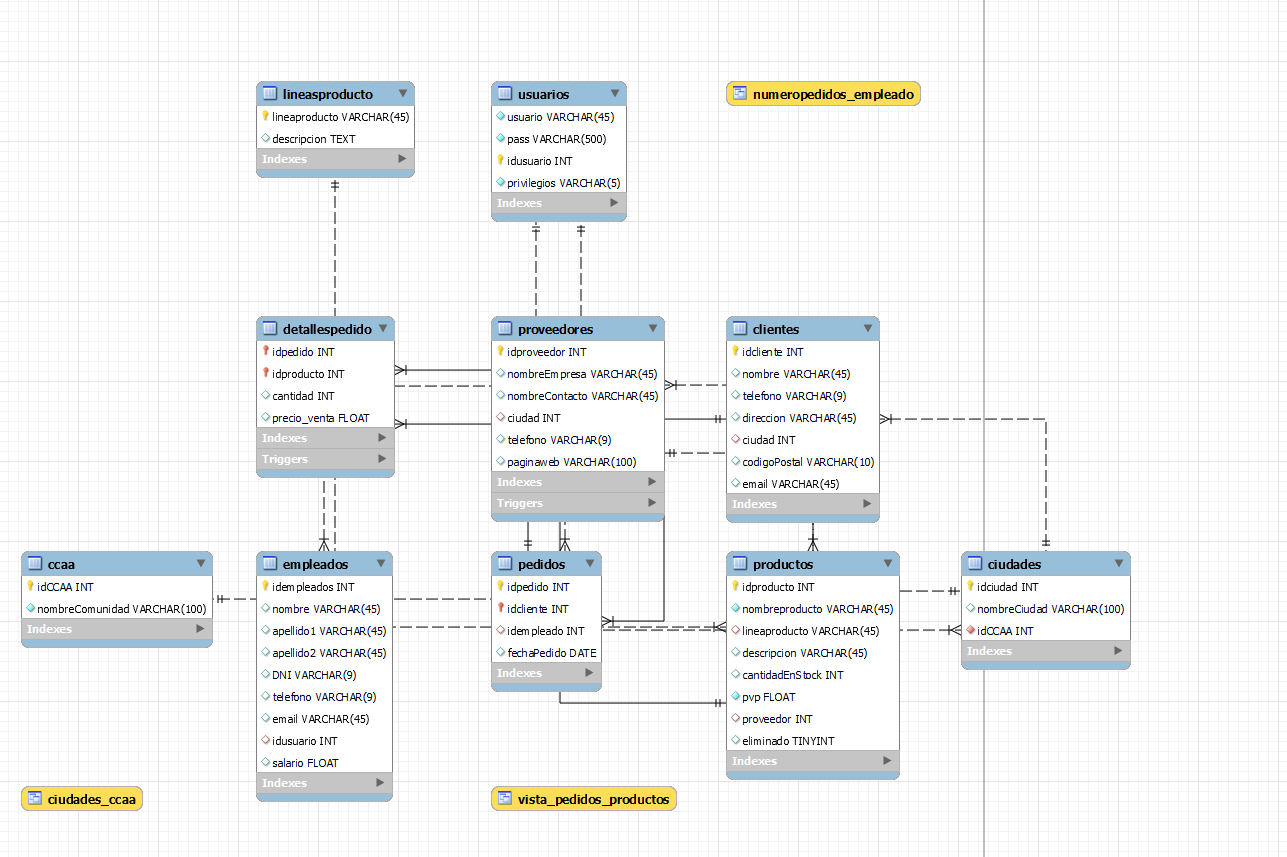 lineasproducto
lineaproducto VARCHAR(45)
descripcion TEXT
Indexes
usuarios
usuario VARCHAR(45)
pass VARCHAR(500)
idusuario INT
privilegios VARCHAR(5)
Indexes
numeropedidos_empleado
detallespedido
idpedido INT
idproducto INT
cantidad INT
precio_venta FLOAT
Indexes
Triggers
proveedores
idproveedor INT
nombreEmpresa VARCHAR(45)
nombreContacto VARCHAR(45)
ciudad INT
telefono VARCHAR(9)
paginaweb VARCHAR(100)
Indexes
Triggers
clientes
idcliente INT
nombre VARCHAR(45)
telefono VARCHAR(9)
direccion VARCHAR(45)
ciudad INT
codigoPostal VARCHAR(10)
email VARCHAR(45)
Indexes
ccaa
idCCAA INT
nombreComunidad VARCHAR(100)
Indexes
empleados
idempleados INT
nombre VARCHAR(45)
apellido1 VARCHAR(45)
apellido2 VARCHAR(45)
DNI VARCHAR(9)
telefono VARCHAR(9)
email VARCHAR(45)
idusuario INT
salario FLOAT
Indexes
pedidos
idpedido INT
idcliente INT
idempleado INT
fechaPedido DATE
Indexes
productos
idproducto INT
nombreproducto VARCHAR(45)
lineaproducto VARCHAR(45)
descripcion VARCHAR(45)
cantidadEnStock INT
pvp FLOAT
proveedor INT
eliminado TINYINT
Indexes
ciudades
idciudad INT
nombreCiudad VARCHAR(100)
idCCAA INT
Indexes
ciudades_ccaa
vista_pedidos_productos